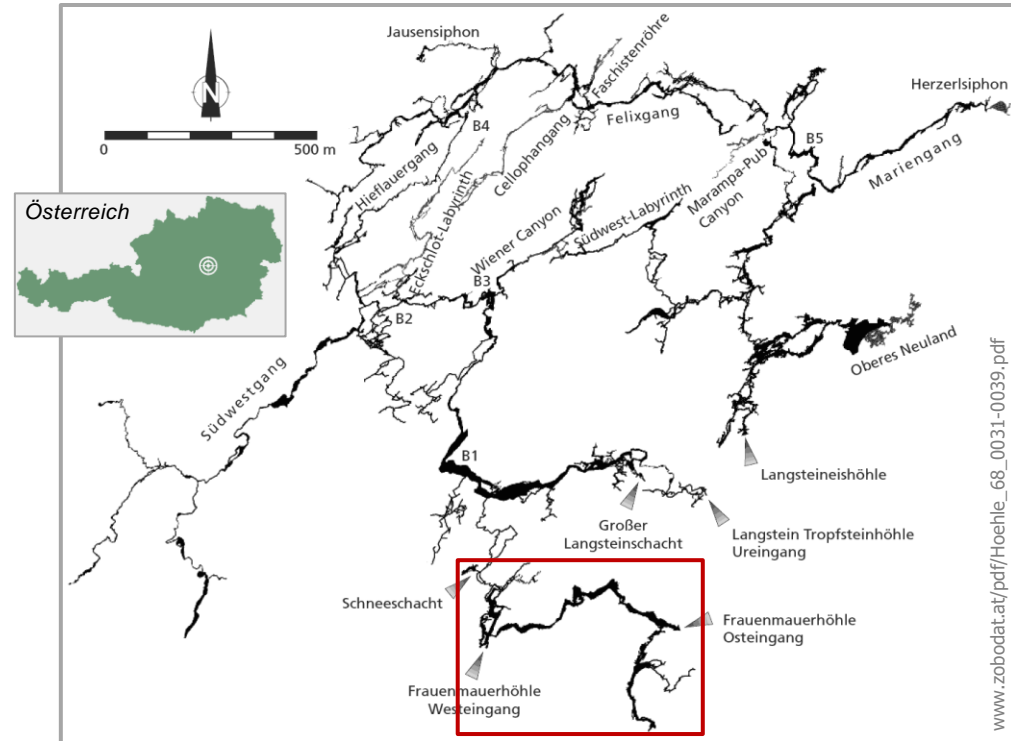 Jausensiphon
Faschistenröhre
Herzerlsiphon
N
B4
Felixgang
0
500 m
B5
Mariengang
Hieflauergang
Cellophangang
Marampa-Pub
Canyon
Österreich
Eckschlot-Labyrinth
Wiener Canyon
Südwest-Labyrinth
B3
B2
Oberes Neuland
Südwestgang
B1
Langsteineishöhle
Großer
Langsteinschacht
Langstein Tropfsteinhöhle
Ureingang
Schneeschacht
Frauenmauerhöhle
Osteingang
Frauenmauerhöhle
Westeingang
www.zobodat.at/pdf/Hoehle_68_0031-0039.pdf